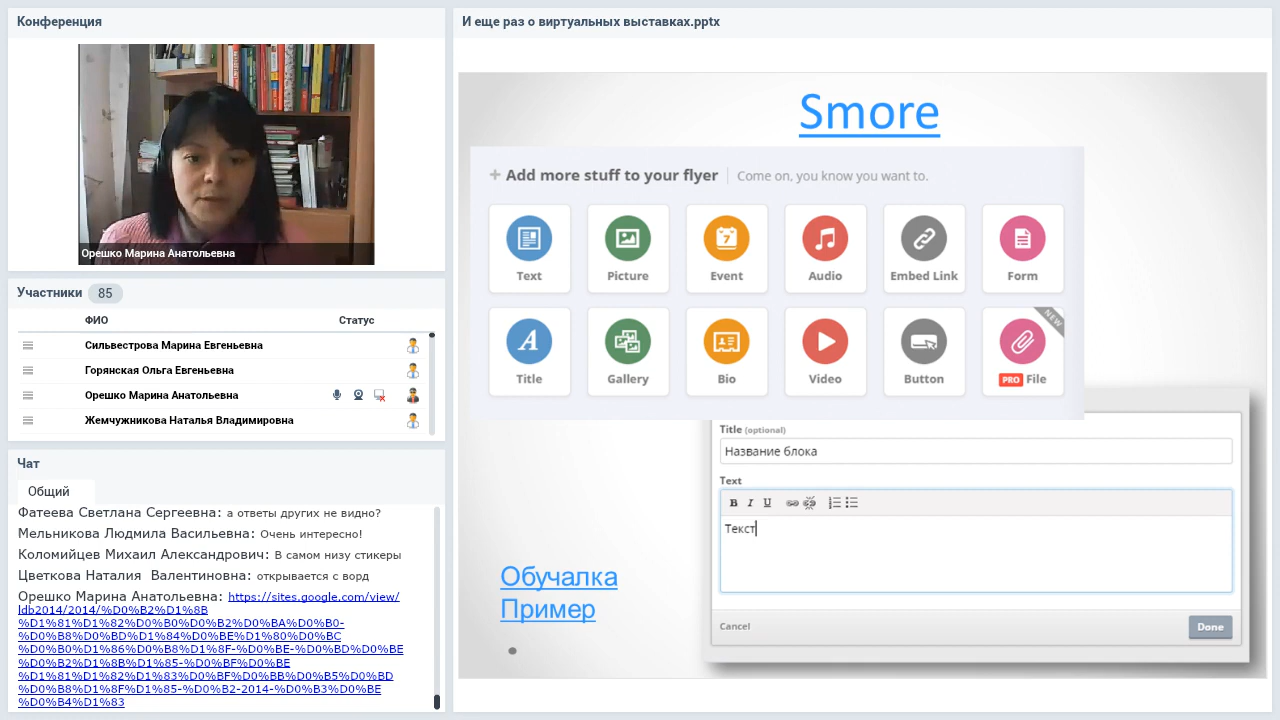 Конференция
Орешко Марина Анатольевна
Участники 85
ФИО Статус
Сильвестрова Марина Евгеньевна
Горянская Ольга Евгеньевна
Орешко Марина Анатольевна
Жемчужникова Наталья Владимировна
Чат
Общий
Фатеева Светлана Сергеевна: а ответы других не видно?
Мельникова Людмила Васильевна: Очень интересно!
Коломийцев Михаил Александрович: В самом низу стикеры
Цветкова Наталия Валентиновна: открывается с ворд
Орешко Марина Анатольевна: https://sites.google.com/view/
ldb2014/2014/%D0%B2%D1%8B
%D1%81%D1%82%D0%B0%D0%B2%D0%BA%D0%B0-
%D0%B8%D0%BD%D1%84%D0%BE%D1%80%D0%BC
%D0%B0%D1%86%D0%B8%D1%8F-%D0%BE-%D0%BD%D0%BE
%D0%B2%D1%8B%D1%85-%D0%BF%D0%BE
%D1%81%D1%82%D1%83%D0%BF%D0%BB%D0%B5%D0%BD
%D0%B8%D1%8F%D1%85-%D0%B2-2014-%D0%B3%D0%BE
%D0%B4%D1%83
И еще раз о виртуальных выставках.pptx
Smore
+ Add more stuff to your flyer Come on, you know you want to.
Text Picture Event Audio Embed Link Form
7
NEW
Title Gallery Bio Video Button PRO File
Title (optional)
Название блока
Text
B I U
Текст
Cancel Done
Обучалка
Пример